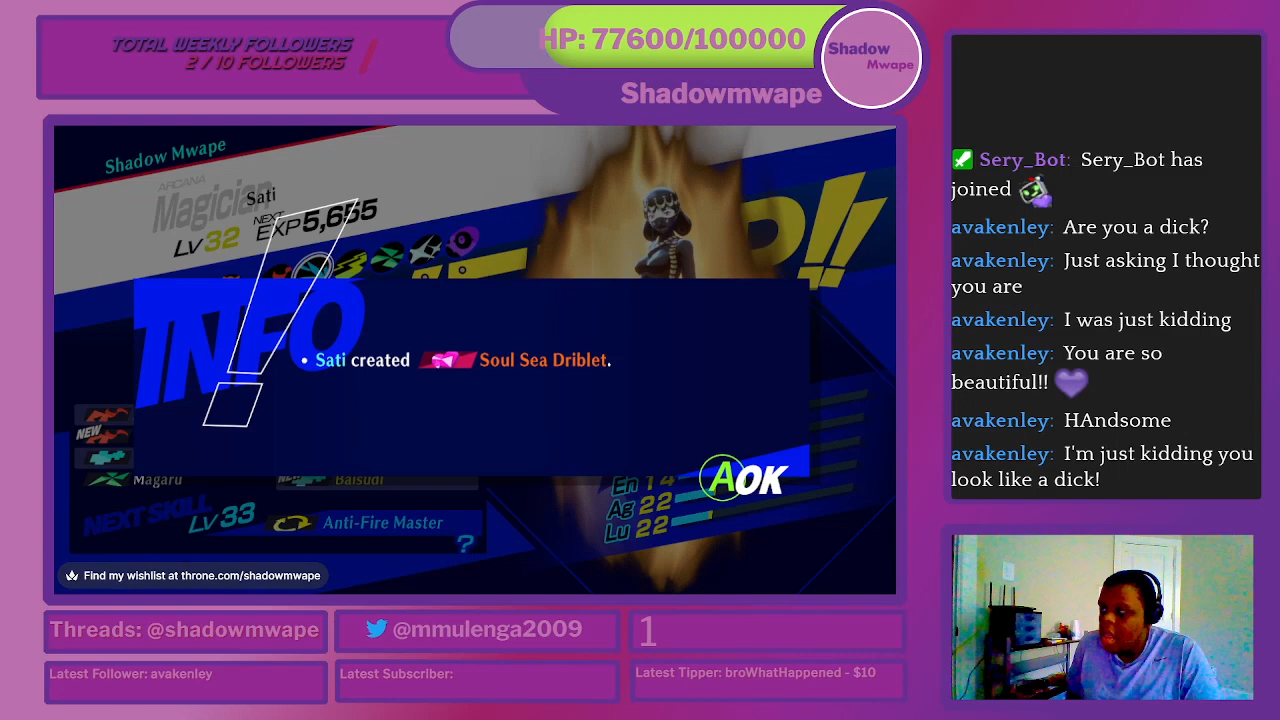 TOTAL WEEKLY FOLLOWERS
2 / 10 FOLLOWERS
HP: 77600/100000
Shadow
Mwape
Shadowmwape
Shadow Mwape
ARCANA
Magician
Sati
Lv 32
NEXT
EXP 5,655
P!!
INFO
!
• Sati created Soul Sea Driblet.
A OK
NEW
Magaru
NEW
Baisudi
NEXT SKILL Lv 33 Anti-Fire Master
?
En 14
Ag 22
Lu 22
Find my wishlist at throne.com/shadowmwape
Sery_Bot: Sery_Bot has
joined
avakenley: Are you a dick?
avakenley: Just asking I thought
you are
avakenley: I was just kidding
avakenley: You are so
beautiful!!
avakenley: HAndsome
avakenley: I'm just kidding you
look like a dick!
Threads: @shadowmwape
@mmulenga2009
1
Latest Follower: avakenley
Latest Subscriber:
Latest Tipper: broWhatHappened - $10